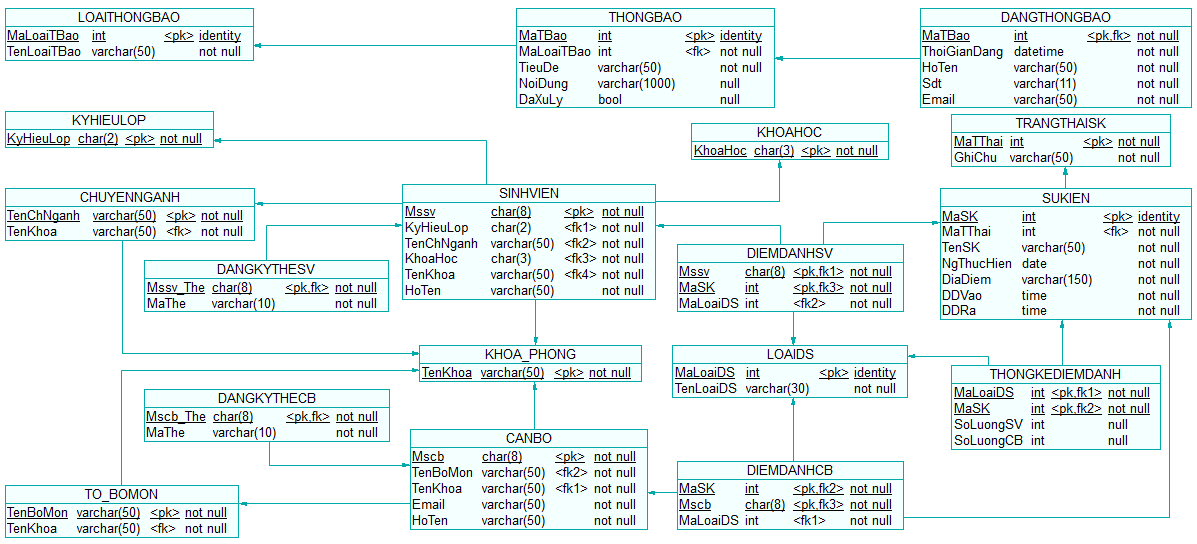 LOAITHONGBAO
MaLoaiTBao int <pk> identity
TenLoaiTBao varchar(50) not null
THONGBAO
MaTBao int <pk> identity
MaLoaiTBao int <fk> not null
TieuDe varchar(50) not null
NoiDung varchar(1000) null
DaXuLy bool null
DANGTHONGBAO
MaTBao int <pk,fk> not null
ThoiGianDang datetime not null
HoTen varchar(50) not null
Sdt varchar(11) not null
Email varchar(50) not null
KYHIEULOP
KyHieuLop char(2) <pk> not null
KHOAHOC
KhoaHoc char(3) <pk> not null
TRANGTHAISK
MaTThai int <pk> not null
GhiChu varchar(50) not null
CHUYENNGANH
TenChNganh varchar(50) <pk> not null
TenKhoa varchar(50) <fk> not null
SINHVIEN
Mssv char(8) <pk> not null
KyHieuLop char(2) <fk1> not null
TenChNganh varchar(50) <fk2> not null
KhoaHoc char(3) <fk3> not null
TenKhoa varchar(50) <fk4> not null
HoTen varchar(50) not null
SUKIEN
MaSK int <pk> identity
MaTThai int <fk> not null
TenSK varchar(50) not null
NgThucHien date not null
DiaDiem varchar(150) not null
DDVao time not null
DDRa time not null
DANGKYTHESV
Mssv_The char(8) <pk,fk> not null
MaThe varchar(10) not null
DIEMDANHSV
Mssv char(8) <pk,fk1> not null
MaSK int <pk,fk3> not null
MaLoaiDS int <fk2> not null
KHOA_PHONG
TenKhoa varchar(50) <pk> not null
LOAIDS
MaLoaiDS int <pk> identity
TenLoaiDS varchar(30) not null
THONGKEDIEMDANH
MaLoaiDS int <pk,fk1> not null
MaSK int <pk,fk2> not null
SoLuongSV int null
SoLuongCB int null
DANGKYTHECB
Mscb_The char(8) <pk,fk> not null
MaThe varchar(10) not null
CANBO
Mscb char(8) <pk> not null
TenBoMon varchar(50) <fk2> not null
TenKhoa varchar(50) <fk1> not null
Email varchar(50) not null
HoTen varchar(50) not null
DIEMDANHCB
MaSK int <pk,fk2> not null
Mscb char(8) <pk,fk3> not null
MaLoaiDS int <fk1> not null
TO_BOMON
TenBoMon varchar(50) <pk> not null
TenKhoa varchar(50) <fk> not null